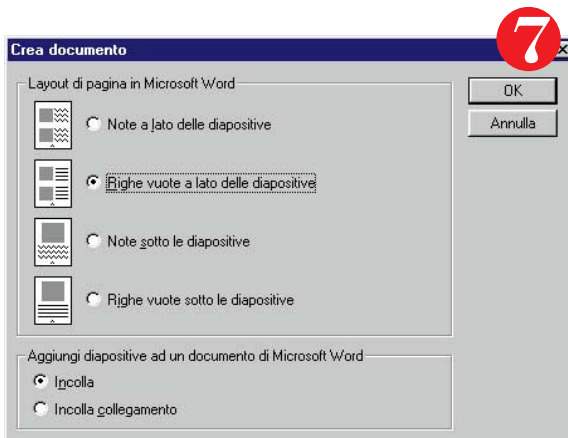 7
Crea documento
Layout di pagina in Microsoft Word
OK
Annulla
Note a lato delle diapositive
Righe vuote a lato delle diapositive
Note sotto le diapositive
Righe vuote sotto le diapositive
Aggiungi diapositive ad un documento di Microsoft Word
Incolla
Incolla collegamento